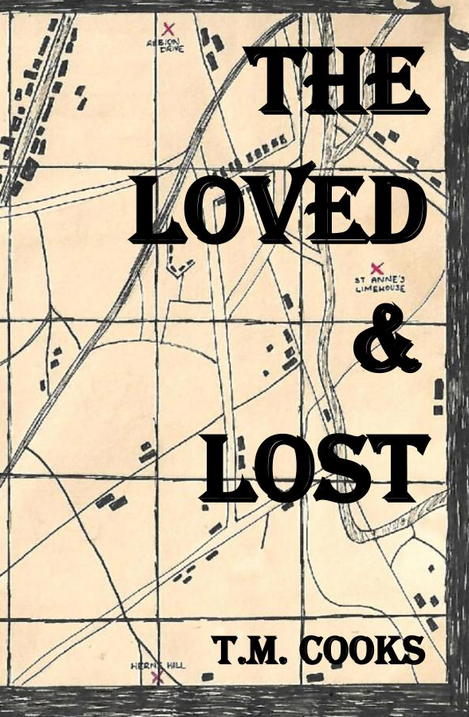 ALBION
DRIVE
THE
LOVED
ST ANNE'S
LIMEHOUSE
&
LOST
T.M. COOKS
HERNE HILL